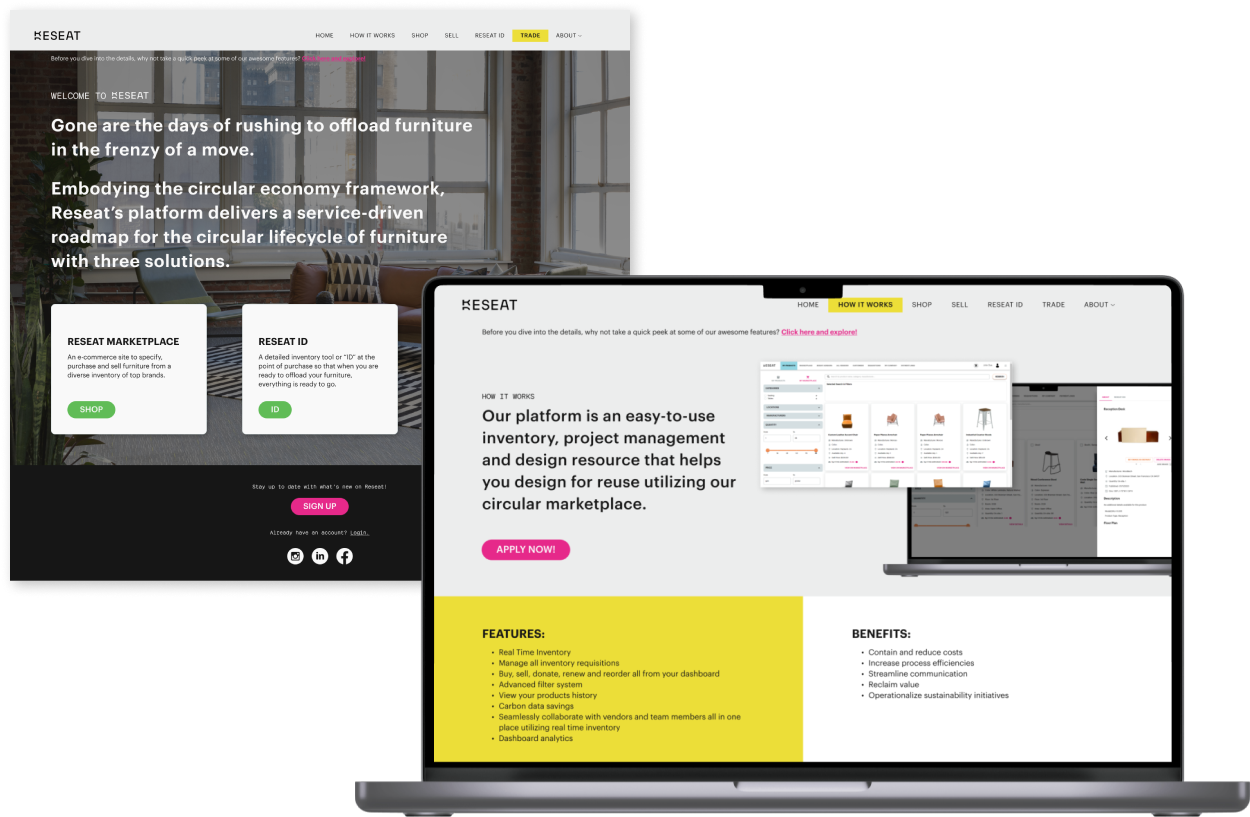 RESEAT
HOME HOW IT WORKS SHOP SELL RESEAT ID TRADE ABOUT
Before you dive into the details, why not take a quick peek at some of our awesome features? Click here and explore!
WELCOME TO RESEAT
Gone are the days of rushing to offload furniture
in the frenzy of a move.
Embodying the circular economy framework,
Reseat’s platform delivers a service-driven
roadmap for the circular lifecycle of furniture
with three solutions.
RESEAT MARKETPLACE
An e-commerce site to specify,
purchase and sell furniture from a
diverse inventory of top brands.
SHOP
RESEAT ID
A detailed inventory tool or “ID” at the
point of purchase so that when you are
ready to offload your furniture,
everything is ready to go.
ID
Stay up to date with what's new on Reseat!
SIGN UP
Already have an account? Login
in
RESEAT
HOME HOW IT WORKS SHOP SELL RESEAT ID TRADE ABOUT
Before you dive into the details, why not take a quick peek at some of our awesome features? Click here and explore!
HOW IT WORKS
Our platform is an easy-to-use
inventory, project management
and design resource that helps
you design for reuse utilizing our
circular marketplace.
APPLY NOW!
RESEAT
Description
FEATURES:
• Real Time Inventory
• Manage all inventory requisitions
• Buy, sell, donate, renew and reorder all from your dashboard
• Advanced filter system
• View your products history
• Carbon data savings
• Seamlessly collaborate with vendors and team members all in one
place utilizing real time inventory
• Dashboard analytics
BENEFITS:
• Contain and reduce costs
• Increase process efficiencies
• Streamline communication
• Reclaim value
• Operationalize sustainability initiatives